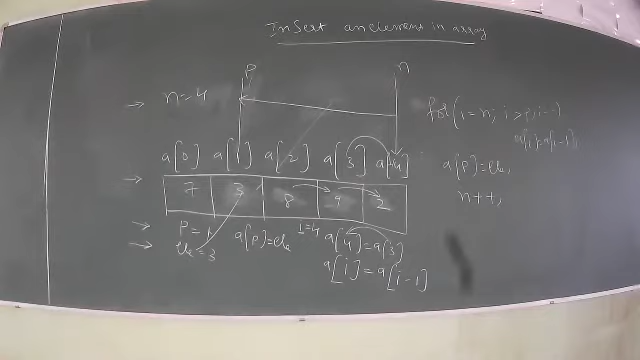 Insert an element in array
p n
n=4
for(i=n; i>p; i--)
a[i]=a[i-1];
a[0] a[1] a[2] a[3] a[4]
a[p]=ele,
7 3 8 9 2
n++;
p=1
a[p]=ele i=4 a[4]=a[3]
ele=3
a[i]=a[i-1]